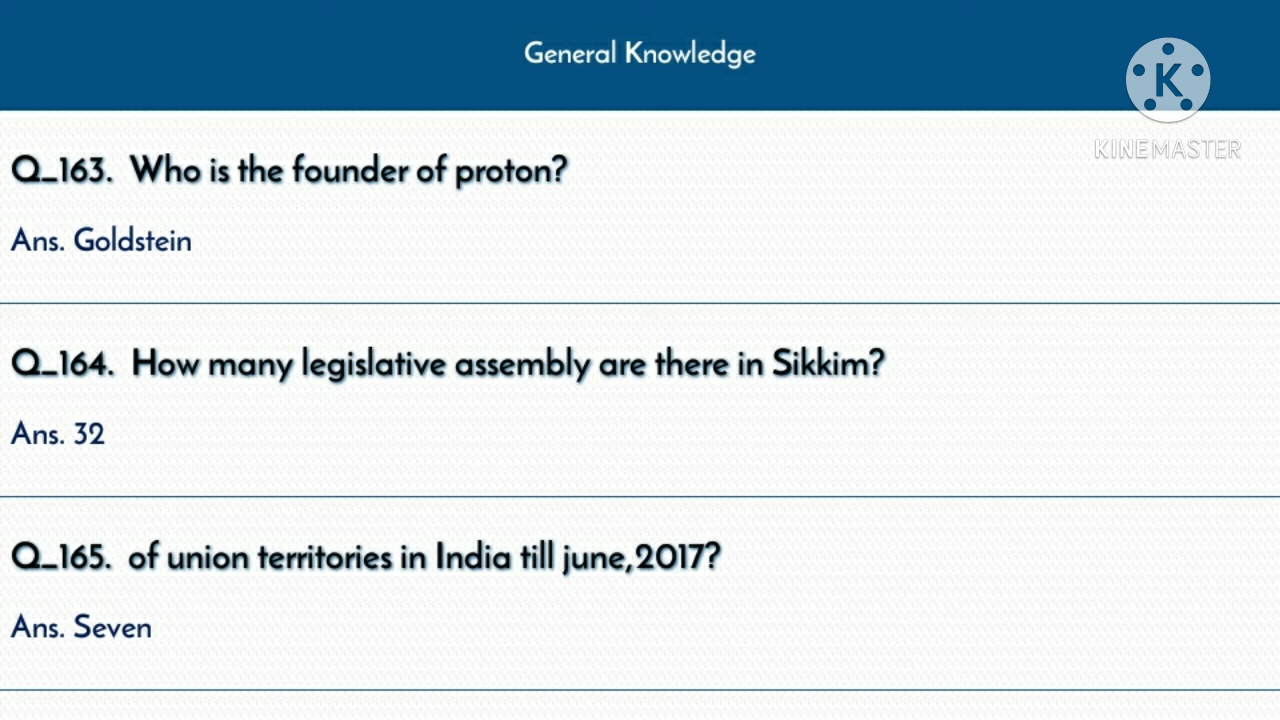 General Knowledge
K
KINEMASTER
Q_163. Who is the founder of proton?
Ans. Goldstein
Q_164. How many legislative assembly are there in Sikkim?
Ans. 32
Q_165. of union territories in India till june,2017?
Ans. Seven